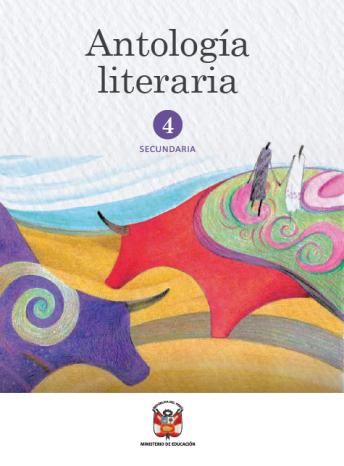 Antología
literaria
4
SECUNDARIA
MINISTERIO DE EDUCACIÓN